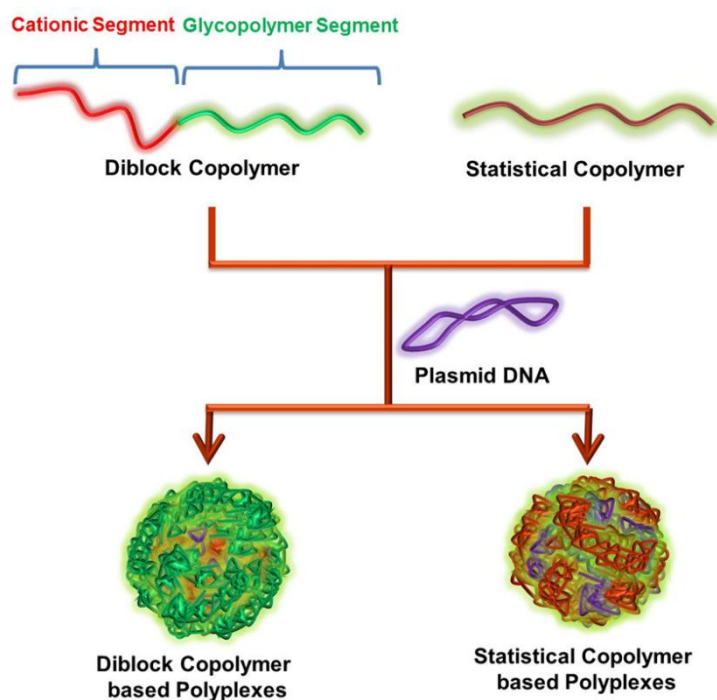 Cationic Segment Glycopolymer Segment
Diblock Copolymer
Statistical Copolymer
Plasmid DNA
Diblock Copolymer
based Polyplexes
Statistical Copolymer
based Polyplexes